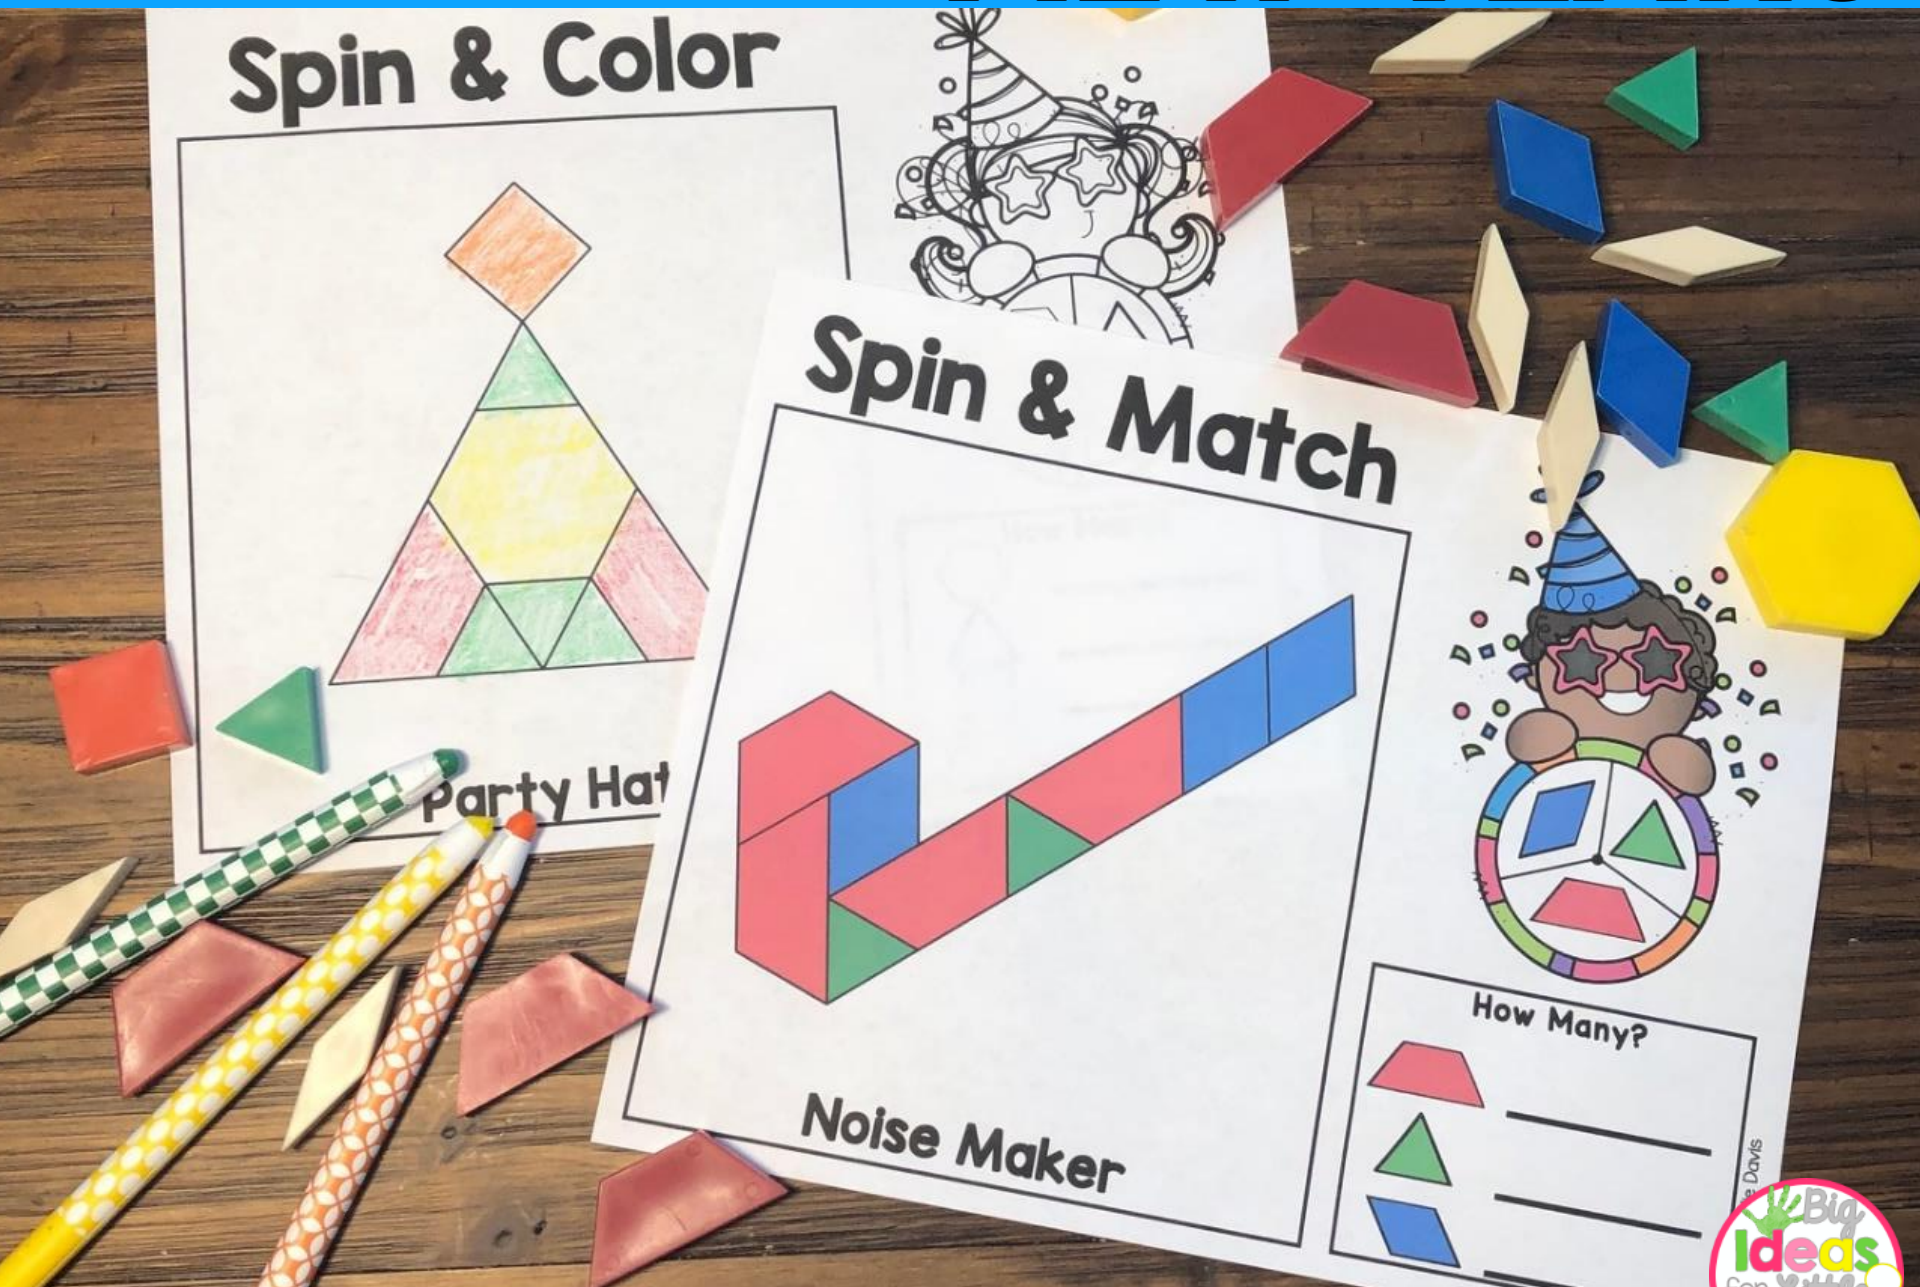 Spin & Color
Party Hat
Spin & Match
Noise Maker
How Many?
Davis
Big
Ideas